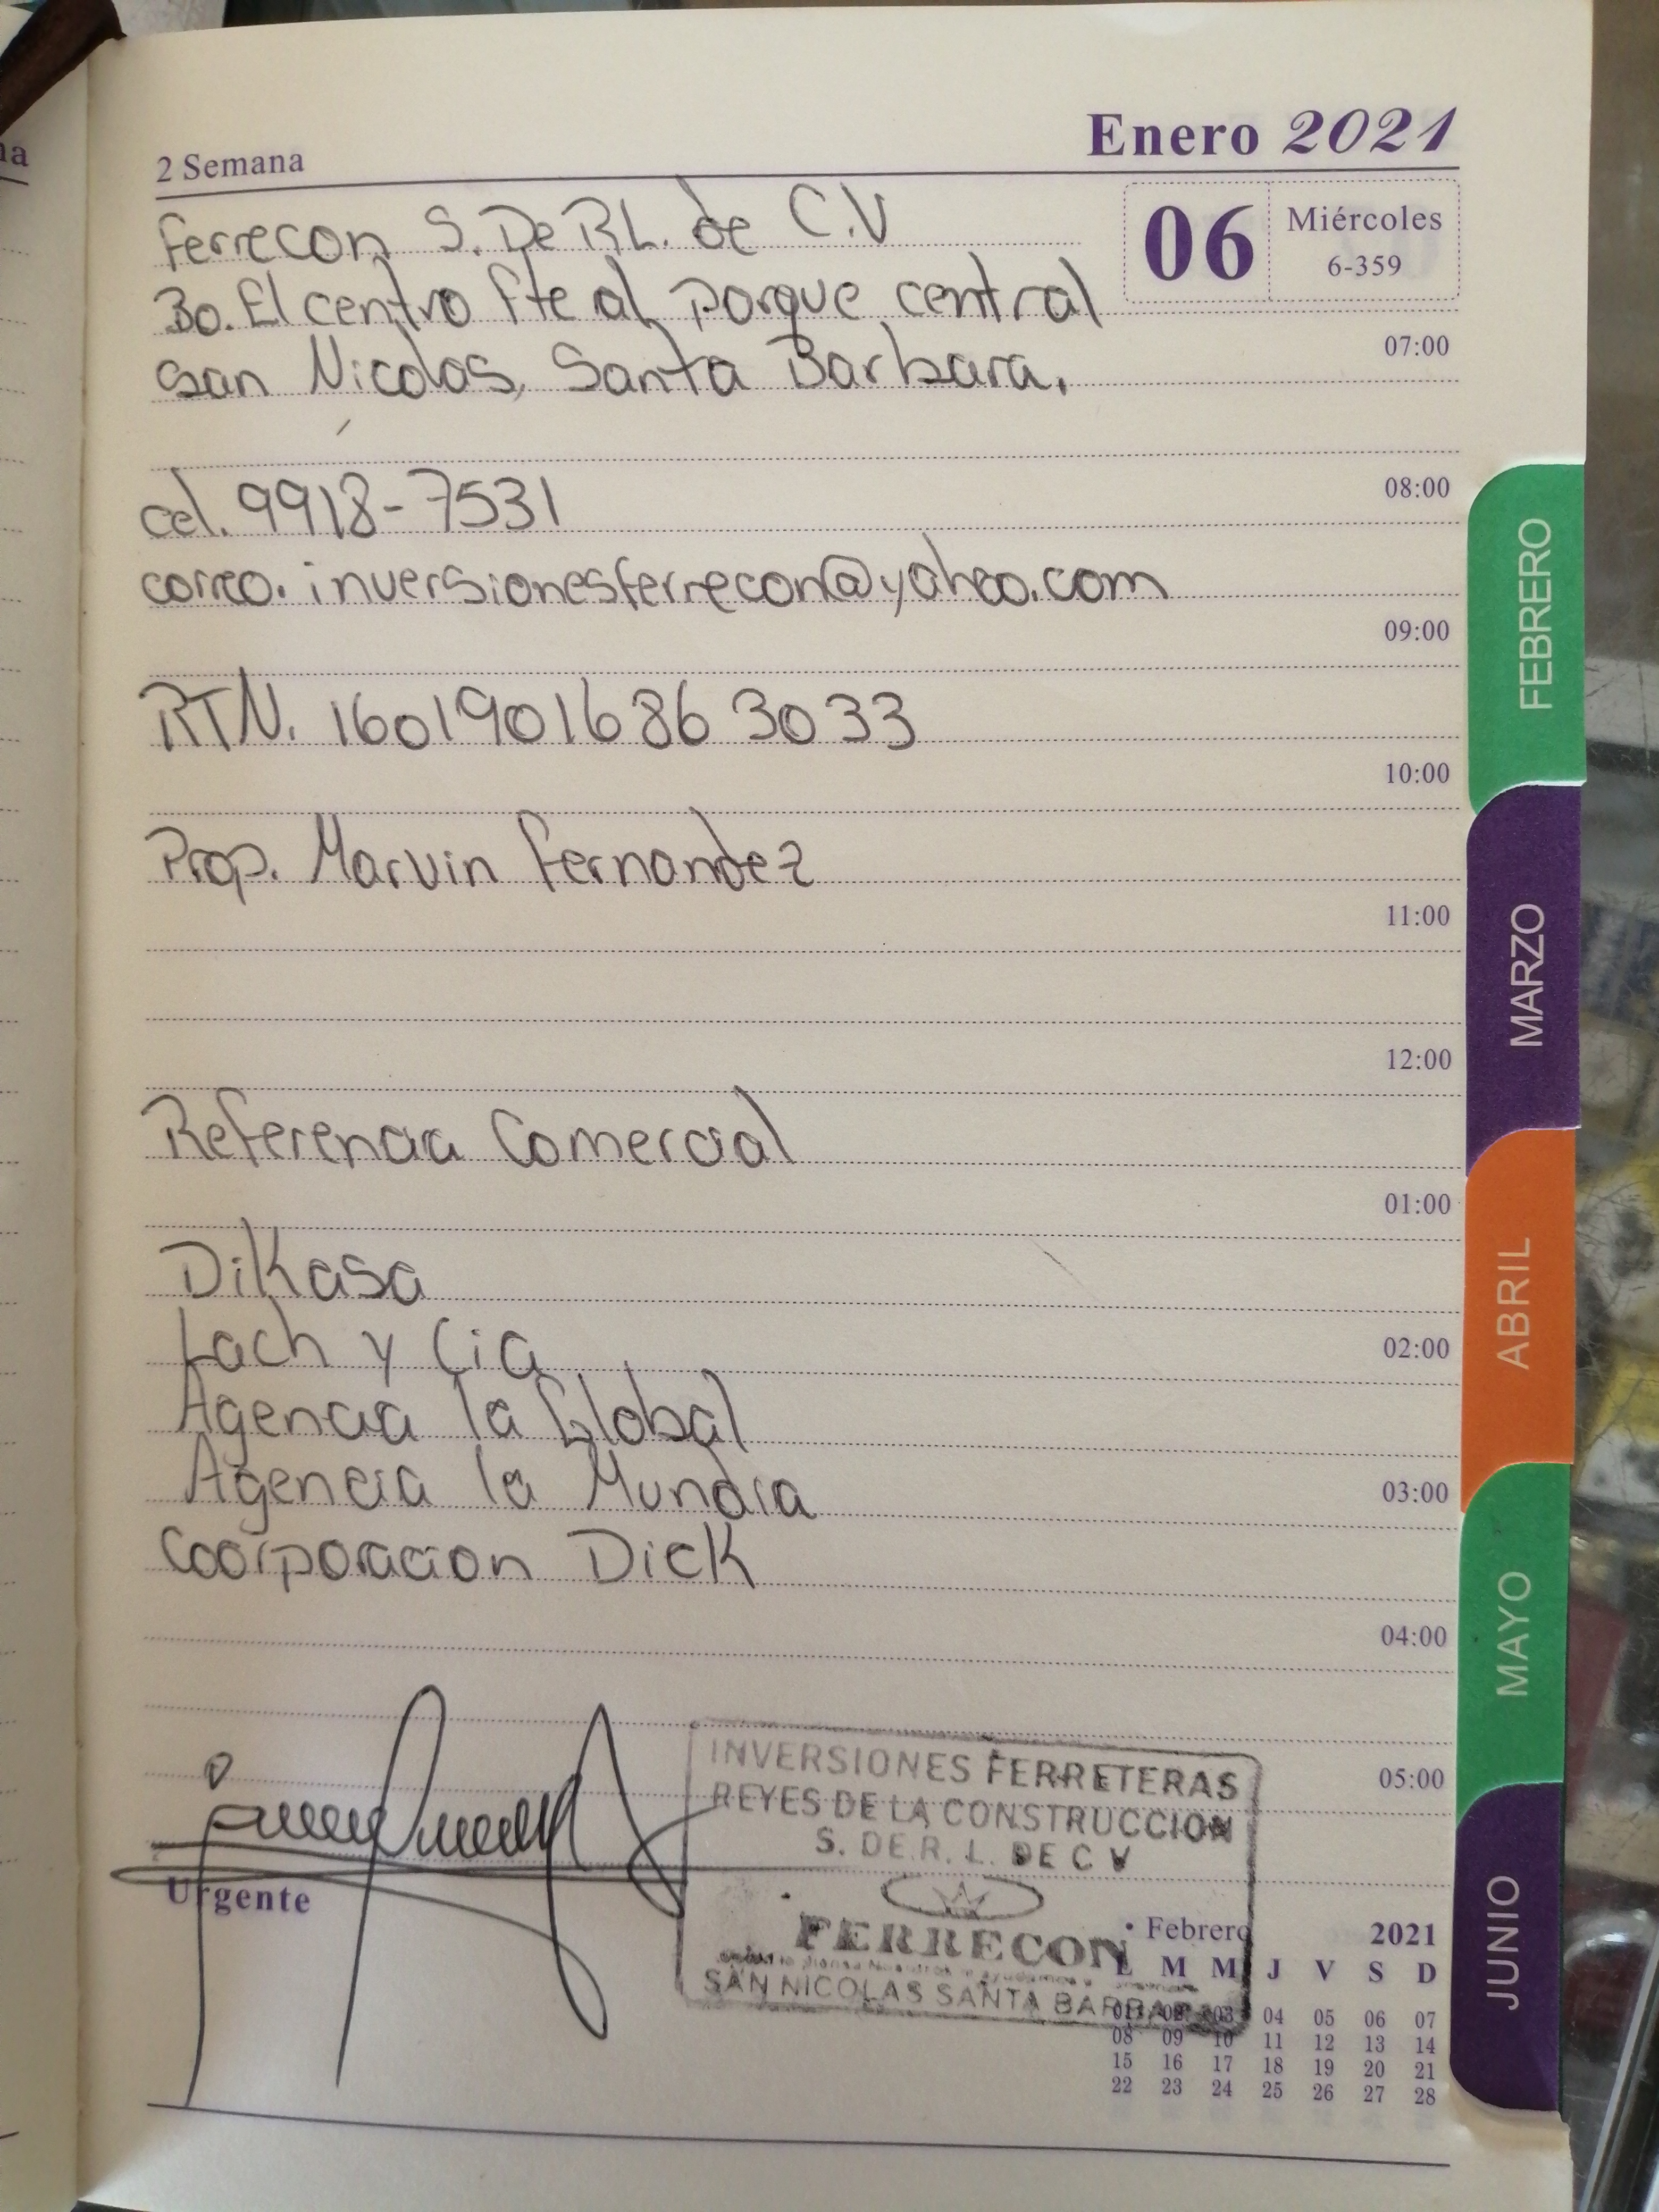 na
2 Semana
Enero 2021
06
Miércoles
6-359
Ferrecon S. De R.L. de C.V
Bo. El centro fte al parque central
San Nicolas, Santa Barbara.
07:00
cel. 9918-7531
08:00
correo. inversionesferrecon@yahoo.com
09:00
RTN. 16019016863033
10:00
Prop. Marvin Fernandez
11:00
12:00
Referencia Comercial
01:00
DiKasa
Lach y Cia
02:00
Agencia la Global
Agencia la Mundia
03:00
Coorporacion Dick
04:00
INVERSIONES FERRETERAS
REYES DE LA CONSTRUCCION
S. DE R. L. DE C V
05:00
Urgente
FERRECON
SAN NICOLAS SANTA BARBARA
Febrero 2021
L M M J V S D
01 02 03 04 05 06 07
08 09 10 11 12 13 14
15 16 17 18 19 20 21
22 23 24 25 26 27 28
FEBRERO
MARZO
ABRIL
MAYO
JUNIO